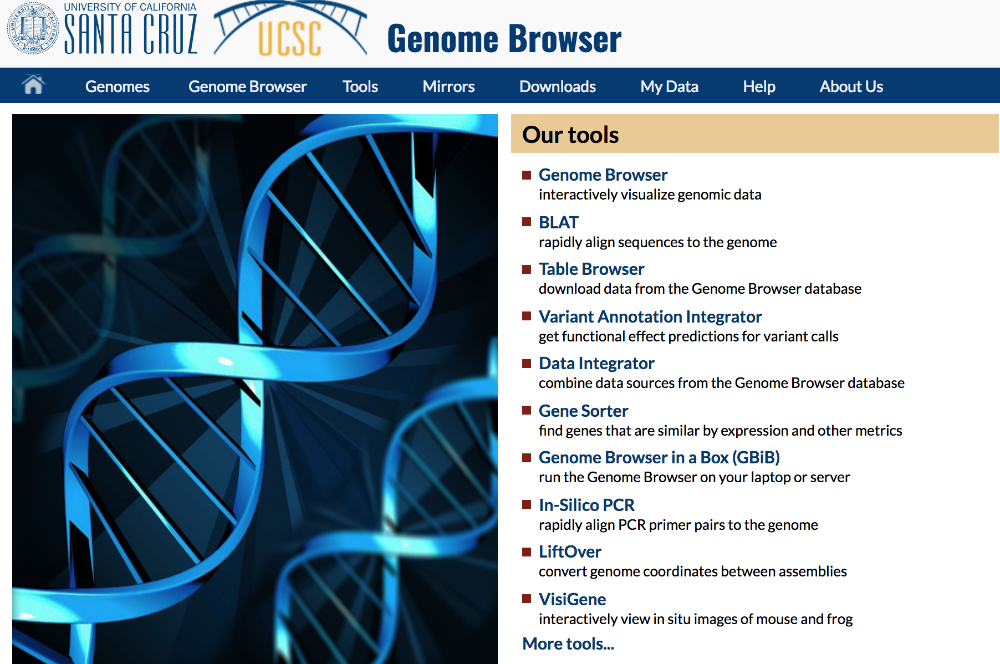 UNIVERSITY OF CALIFORNIA
SANTA CRUZ
UCSC
Genome Browser
Genomes Genome Browser Tools Mirrors Downloads My Data Help About Us
Our tools
Genome Browser
interactively visualize genomic data
BLAT
rapidly align sequences to the genome
Table Browser
download data from the Genome Browser database
Variant Annotation Integrator
get functional effect predictions for variant calls
Data Integrator
combine data sources from the Genome Browser database
Gene Sorter
find genes that are similar by expression and other metrics
Genome Browser in a Box (GBiB)
run the Genome Browser on your laptop or server
In-Silico PCR
rapidly align PCR primer pairs to the genome
LiftOver
convert genome coordinates between assemblies
VisiGene
interactively view in situ images of mouse and frog
More tools...